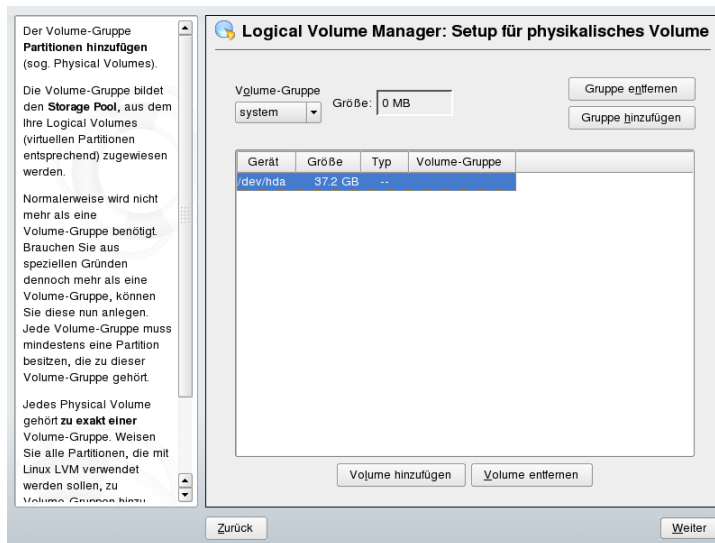 Der Volume-Gruppe
Partitionen hinzufügen
(sog. Physical Volumes).
Die Volume-Gruppe bildet
den Storage Pool, aus dem
Ihre Logical Volumes
(virtuellen Partitionen
entsprechend) zugewiesen
werden.
Normalerweise wird nicht
mehr als eine
Volume-Gruppe benötigt.
Brauchen Sie aus
speziellen Gründen
dennoch mehr als eine
Volume-Gruppe, können
Sie diese nun anlegen.
Jede Volume-Gruppe muss
mindestens eine Partition
besitzen, die zu dieser
Volume-Gruppe gehört.
Jedes Physical Volume
gehört zu exakt einer
Volume-Gruppe. Weisen
Sie alle Partitionen, die mit
Linux LVM verwendet
werden sollen, zu
Volume-Gruppen hinzu
Logical Volume Manager: Setup für physikalisches Volume
Volume-Gruppe
system
Größe: 0 MB
Gruppe entfernen
Gruppe hinzufügen
Gerät Größe Typ Volume-Gruppe
/dev/hda 37.2 GB --
Volume hinzufügen Volume entfernen
Zurück Weiter